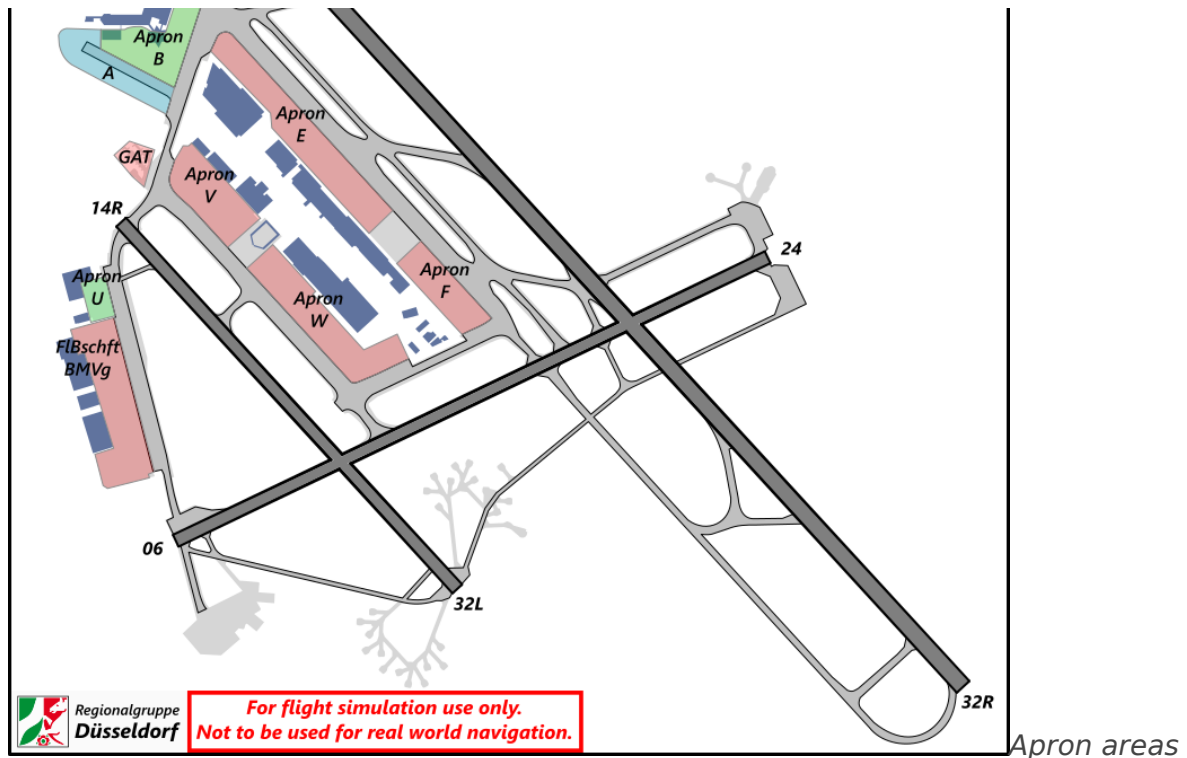 Apron
B
A
Apron
E
GAT
Apron
V
14R
24
Apron
U
Apron
F
Apron
W
FlBschft
BMVg
06
32L
32R
Regionalgruppe
Düsseldorf
For flight simulation use only.
Not to be used for real world navigation.
Apron areas